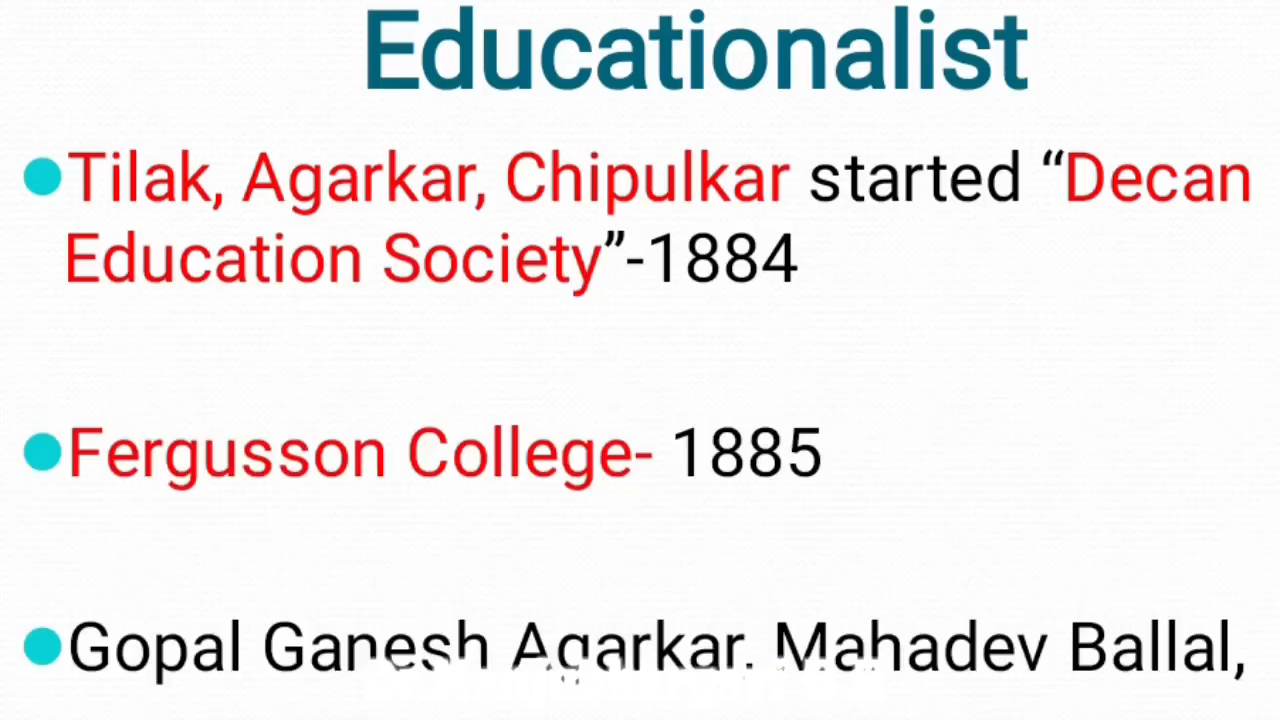 Educationalist
Tilak, Agarkar, Chipulkar started “Decan
Education Society”-1884
Fergusson College- 1885
Gopal Ganesh Agarkar, Mahadev Ballal,